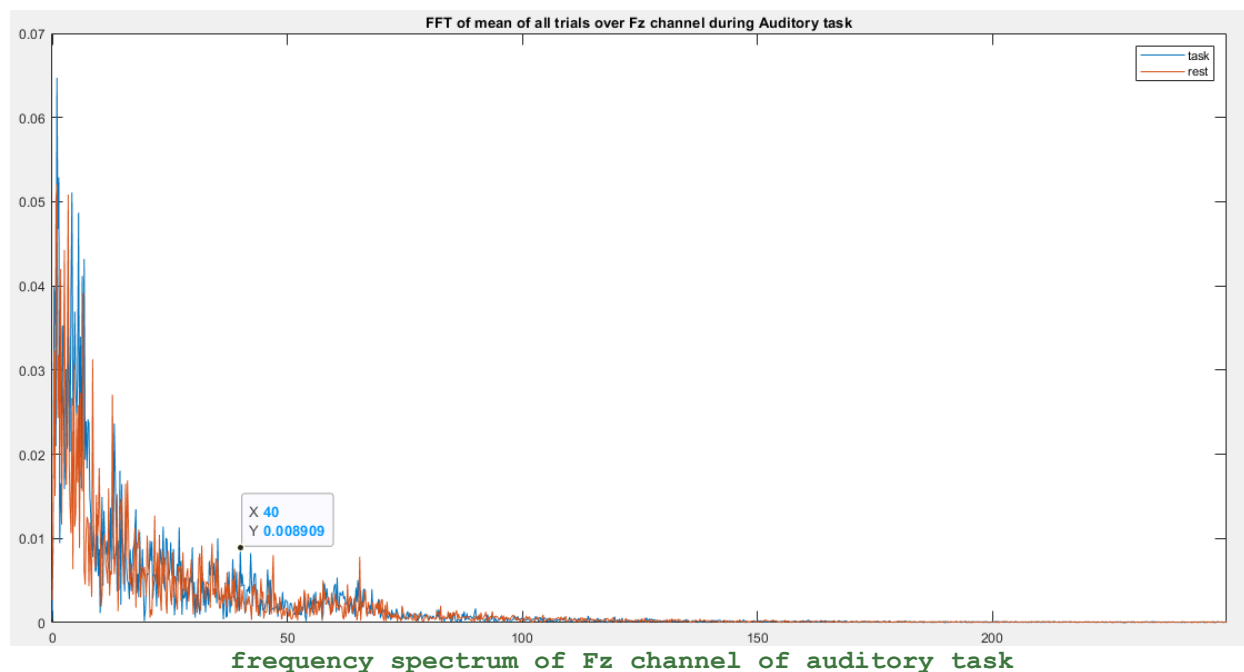 FFT of mean of all trials over Fz channel during Auditory task
0.07
0.06
0.05
0.04
0.03
0.02
0.01
0
task
rest
X 40
Y 0.008909
0 50 100 150 200
frequency spectrum of Fz channel of auditory task